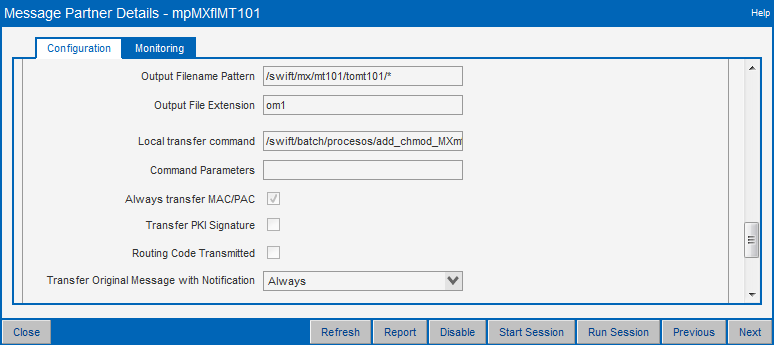 Message Partner Details - mpMXflMT101
Help
Configuration
Monitoring
Output Filename Pattern /swift/mx/mt101/tomt101/*
Output File Extension om1
Local transfer command /swift/batch/procesos/add_chmod_MXm
Command Parameters
Always transfer MAC/PAC
Transfer PKI Signature
Routing Code Transmitted
Transfer Original Message with Notification Always
Close Refresh Report Disable Start Session Run Session Previous Next